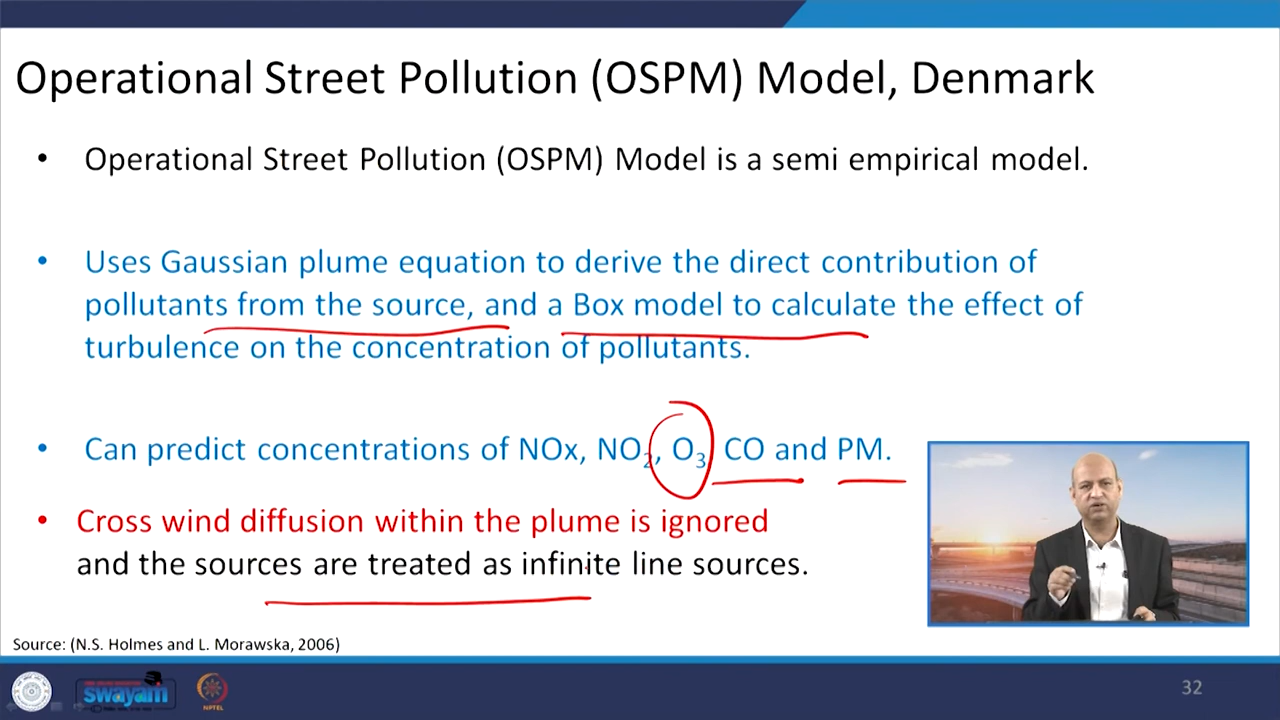 Operational Street Pollution (OSPM) Model, Denmark
• Operational Street Pollution (OSPM) Model is a semi empirical model.
• Uses Gaussian plume equation to derive the direct contribution of
pollutants from the source, and a Box model to calculate the effect of
turbulence on the concentration of pollutants.
• Can predict concentrations of NOx, NO₂, O₃ CO and PM.
• Cross wind diffusion within the plume is ignored
and the sources are treated as infinite line sources.
Source: (N.S. Holmes and L. Morawska, 2006)
swayam
NPTEL
32